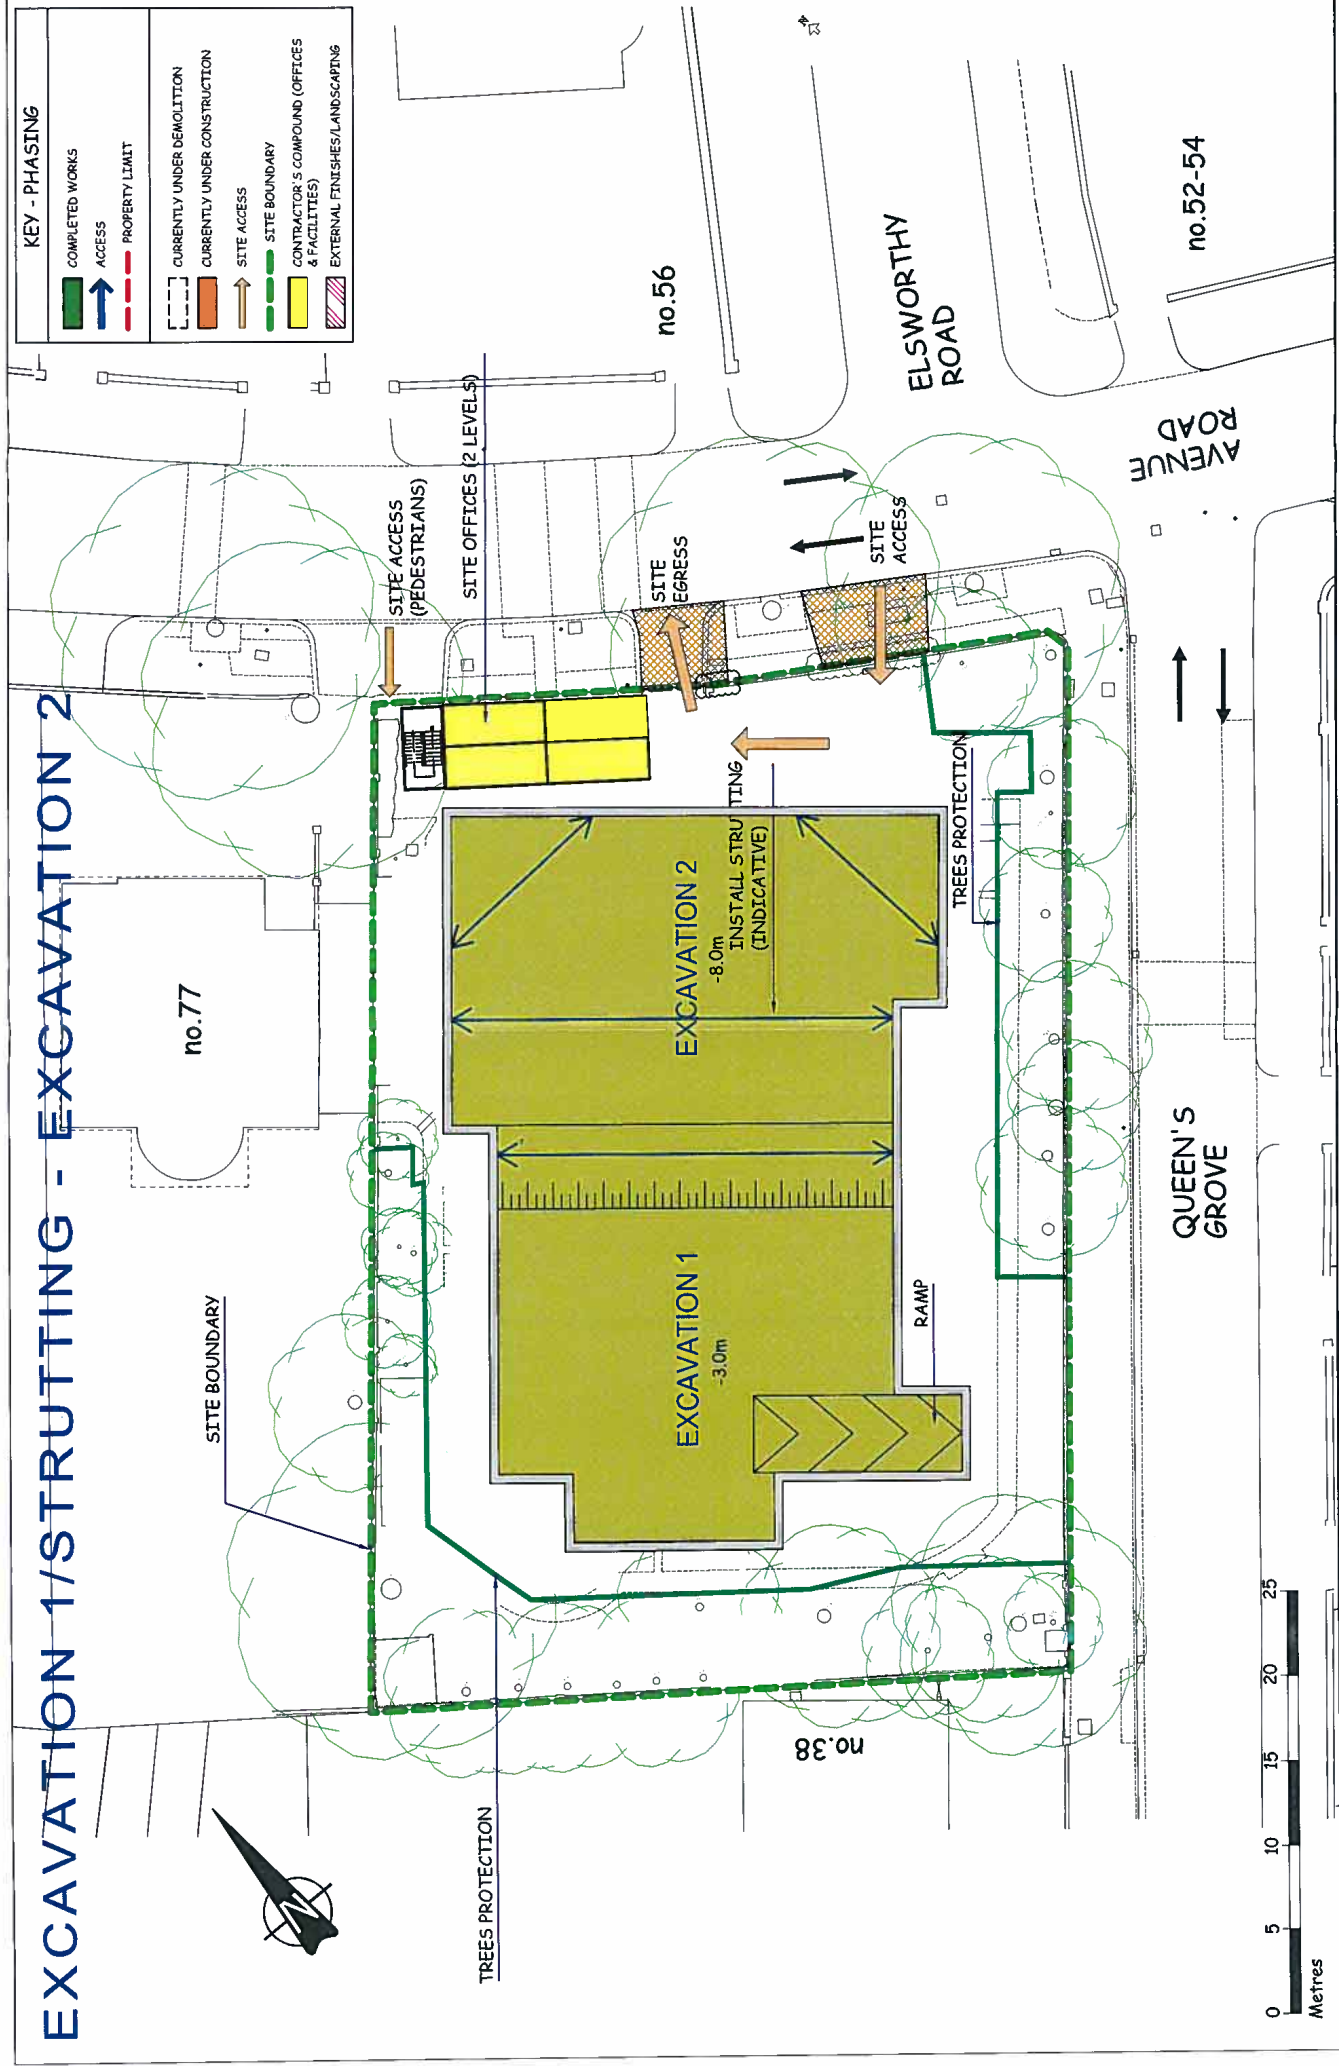 EXCAVATION 1/STRUTTING - EXCAVATION 2
KEY - PHASING
COMPLETED WORKS
ACCESS
PROPERTY LIMIT
CURRENTLY UNDER DEMOLITION
CURRENTLY UNDER CONSTRUCTION
SITE ACCESS
SITE BOUNDARY
CONTRACTOR'S COMPOUND (OFFICES
& FACILITIES)
EXTERNAL FINISHES/LANDSCAPING
no.77
SITE BOUNDARY
SITE ACCESS
(PEDESTRIANS)
SITE OFFICES (2 LEVELS)
no.56
SITE
EGRESS
SITE
ACCESS
ELSWORTHY
ROAD
no.52-54
AVENUE
ROAD
EXCAVATION 2
-8.0m
INSTALL STRUTTING
(INDICATIVE)
TREES PROTECTION
EXCAVATION 1
-3.0m
RAMP
QUEEN'S
GROVE
TREES PROTECTION
no.38
N
0 5 10 15 20 25
Metres